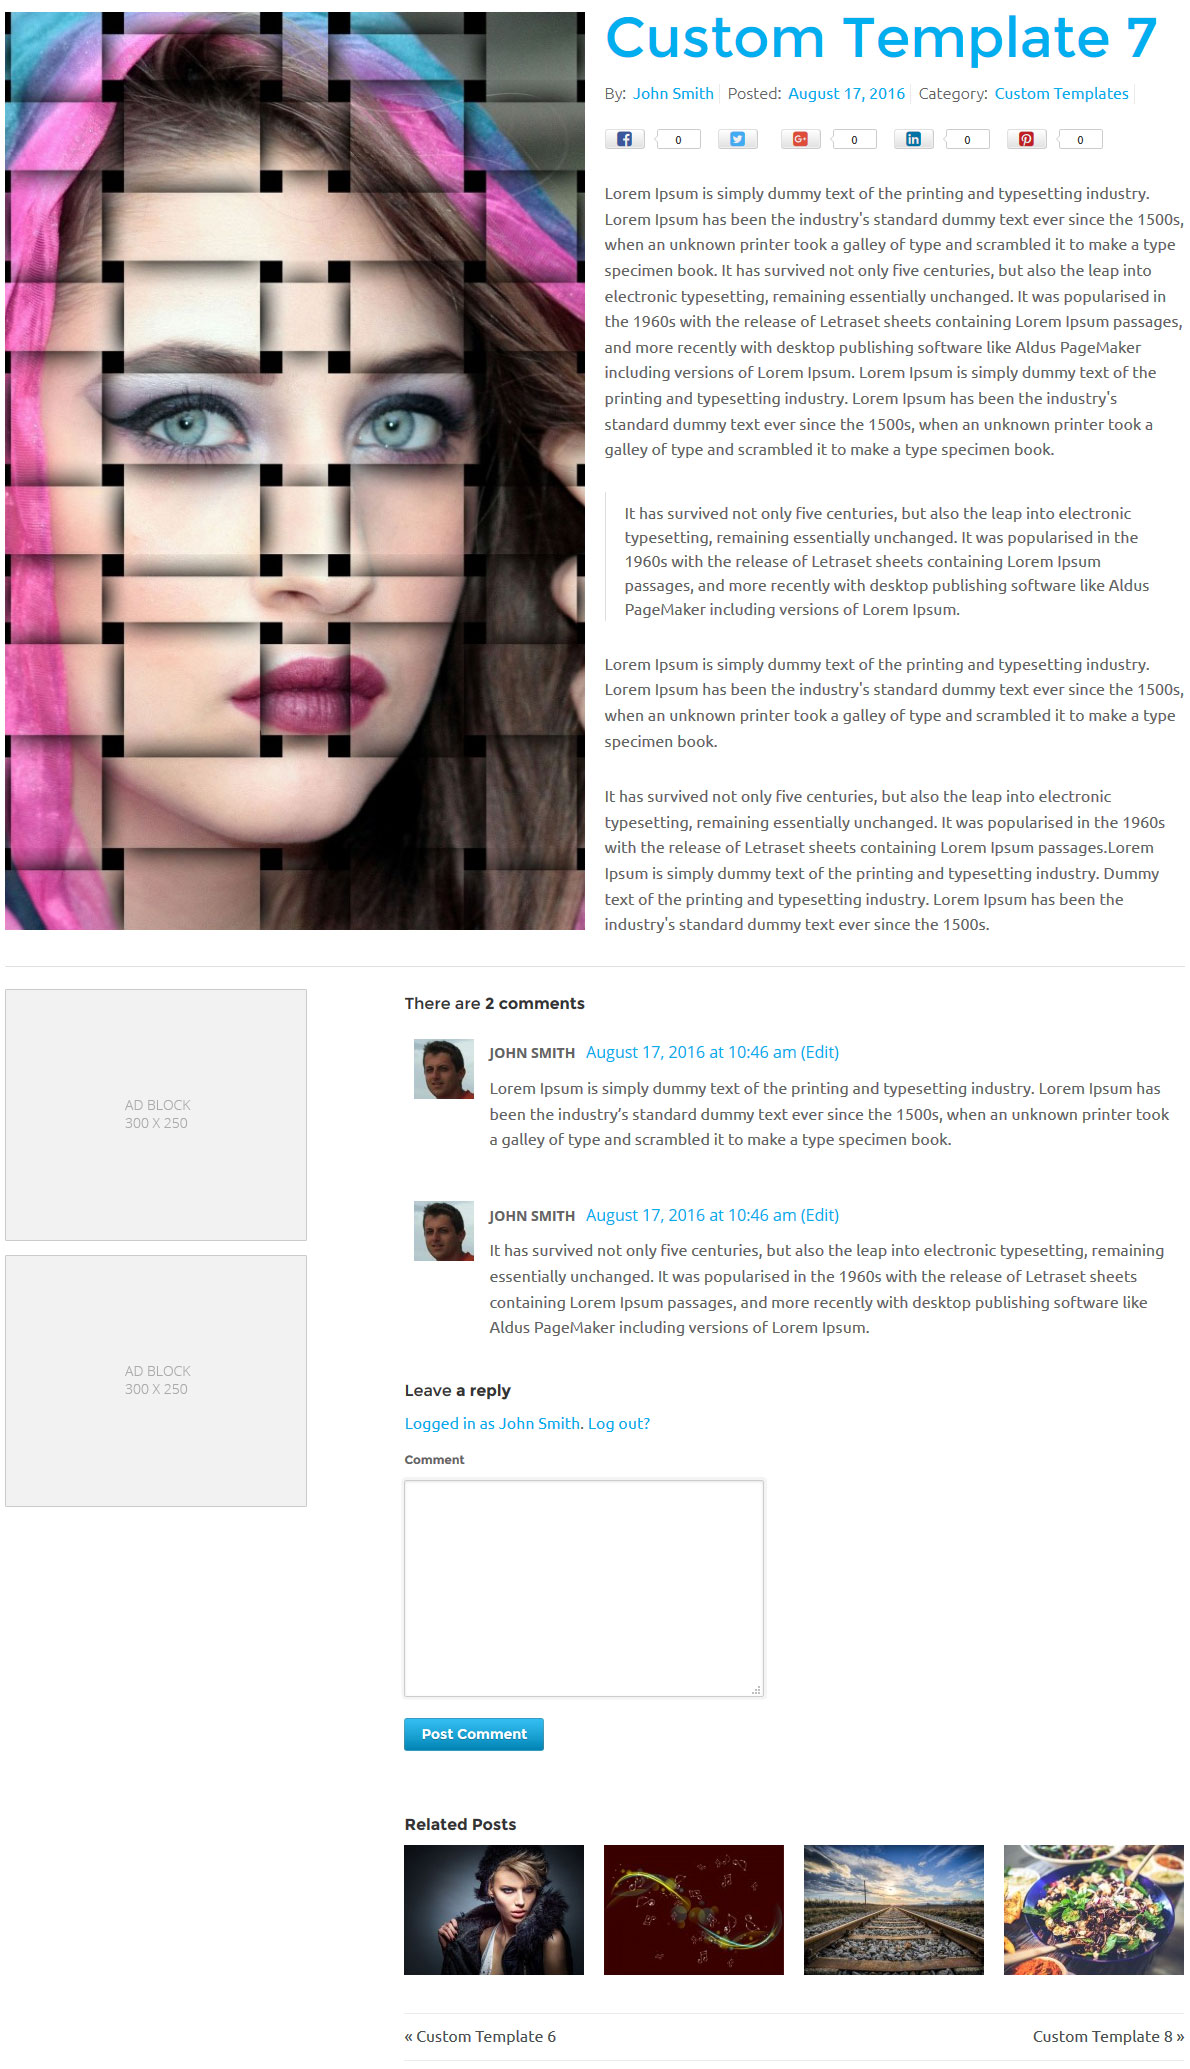 Custom Template 7
By: John Smith Posted: August 17, 2016 Category: Custom Templates
0 0 0 0
Lorem Ipsum is simply dummy text of the printing and typesetting industry.
Lorem Ipsum has been the industry's standard dummy text ever since the 1500s,
when an unknown printer took a galley of type and scrambled it to make a type
specimen book. It has survived not only five centuries, but also the leap into
electronic typesetting, remaining essentially unchanged. It was popularised in
the 1960s with the release of Letraset sheets containing Lorem Ipsum passages,
and more recently with desktop publishing software like Aldus PageMaker
including versions of Lorem Ipsum. Lorem Ipsum is simply dummy text of the
printing and typesetting industry. Lorem Ipsum has been the industry's
standard dummy text ever since the 1500s, when an unknown printer took a
galley of type and scrambled it to make a type specimen book.
It has survived not only five centuries, but also the leap into electronic
typesetting, remaining essentially unchanged. It was popularised in the
1960s with the release of Letraset sheets containing Lorem Ipsum
passages, and more recently with desktop publishing software like Aldus
PageMaker including versions of Lorem Ipsum.
Lorem Ipsum is simply dummy text of the printing and typesetting industry.
Lorem Ipsum has been the industry's standard dummy text ever since the 1500s,
when an unknown printer took a galley of type and scrambled it to make a type
specimen book.
It has survived not only five centuries, but also the leap into electronic
typesetting, remaining essentially unchanged. It was popularised in the 1960s
with the release of Letraset sheets containing Lorem Ipsum passages.Lorem
Ipsum is simply dummy text of the printing and typesetting industry. Dummy
text of the printing and typesetting industry. Lorem Ipsum has been the
industry's standard dummy text ever since the 1500s.
AD BLOCK
300 X 250
AD BLOCK
300 X 250
There are 2 comments
JOHN SMITH August 17, 2016 at 10:46 am (Edit)
Lorem Ipsum is simply dummy text of the printing and typesetting industry. Lorem Ipsum has
been the industry’s standard dummy text ever since the 1500s, when an unknown printer took
a galley of type and scrambled it to make a type specimen book.
JOHN SMITH August 17, 2016 at 10:46 am (Edit)
It has survived not only five centuries, but also the leap into electronic typesetting, remaining
essentially unchanged. It was popularised in the 1960s with the release of Letraset sheets
containing Lorem Ipsum passages, and more recently with desktop publishing software like
Aldus PageMaker including versions of Lorem Ipsum.
Leave a reply
Logged in as John Smith. Log out?
Comment
Post Comment
Related Posts
« Custom Template 6
Custom Template 8 »